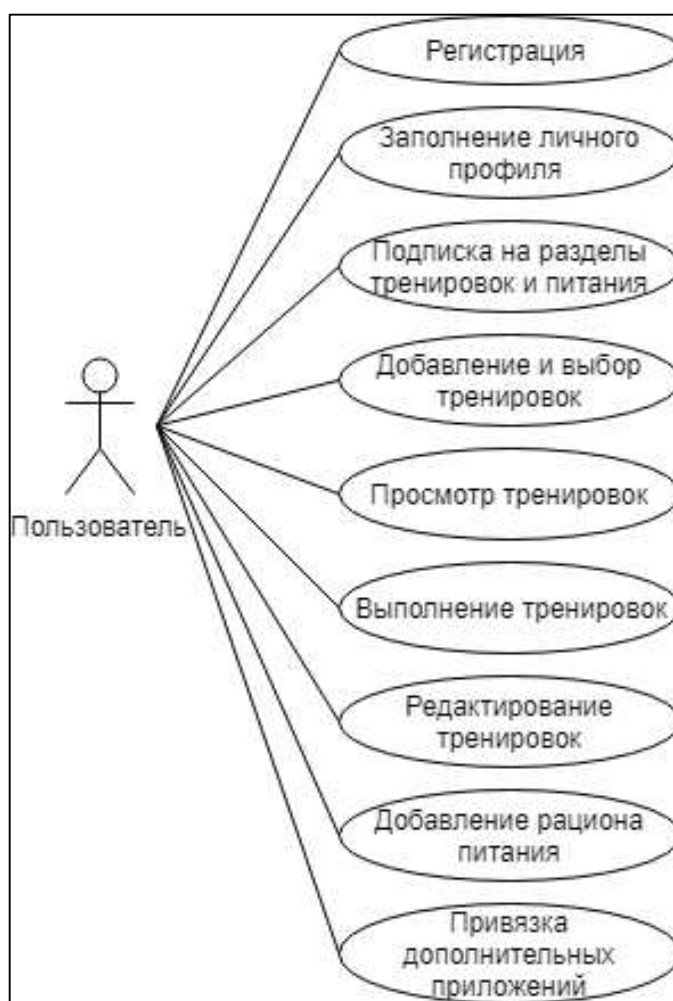 Регистрация
Заполнение личного
профиля
Подписка на разделы
тренировок и питания
Добавление и выбор
тренировок
Просмотр тренировок
Пользователь
Выполнение тренировок
Редактирование
тренировок
Добавление рациона
питания
Привязка
дополнительных
приложений